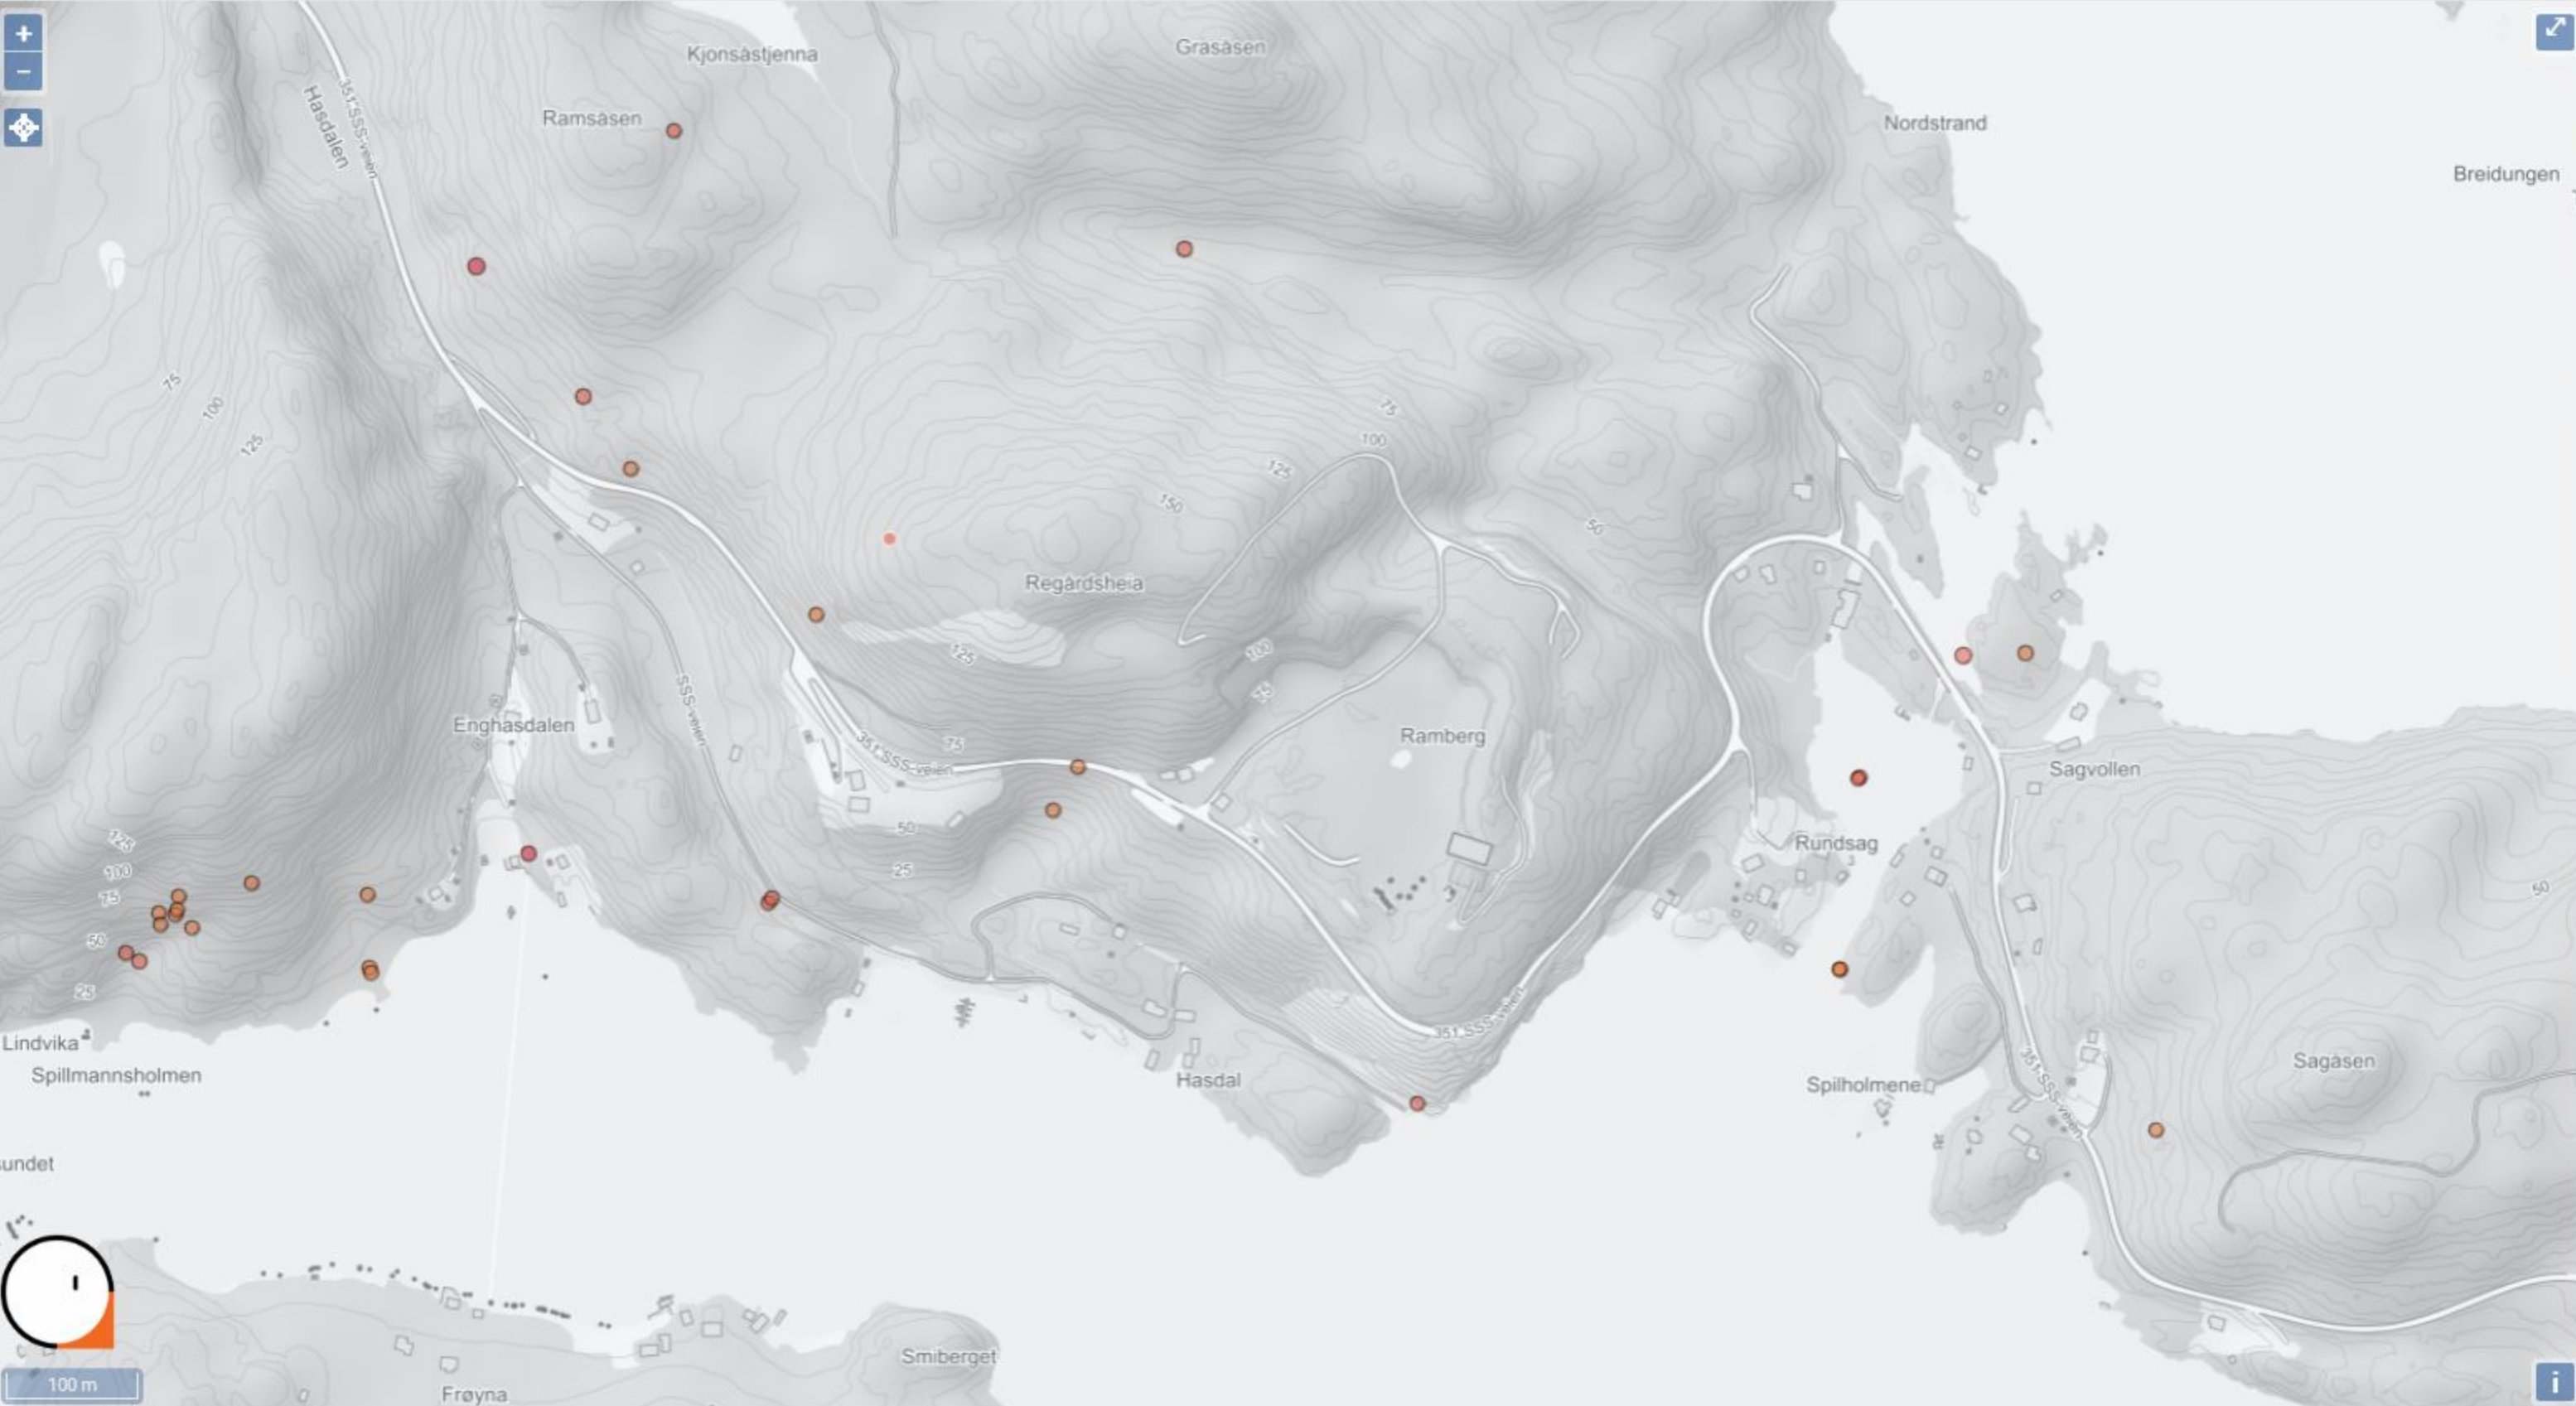 +
Kjonsåstjenna
Grasåsen
−
351:SSS-veien
Hasdalen
Ramsåsen
Nordstrand
Breidungen
75
100
125
75
100
125
150
50
Regårdsheia
125
100
75
SSS-veien
Enghasdalen
75
351:SSS-veien
Ramberg
Sagvollen
50
125
100
75
50
25
25
Rundsag
50
351:SSS-veien
Lindvika
Spillmannsholmen
Hasdal
Spilholmene
351:SSS-veien
Sagåsen
sundet
Smiberget
100 m
Frøyna
i